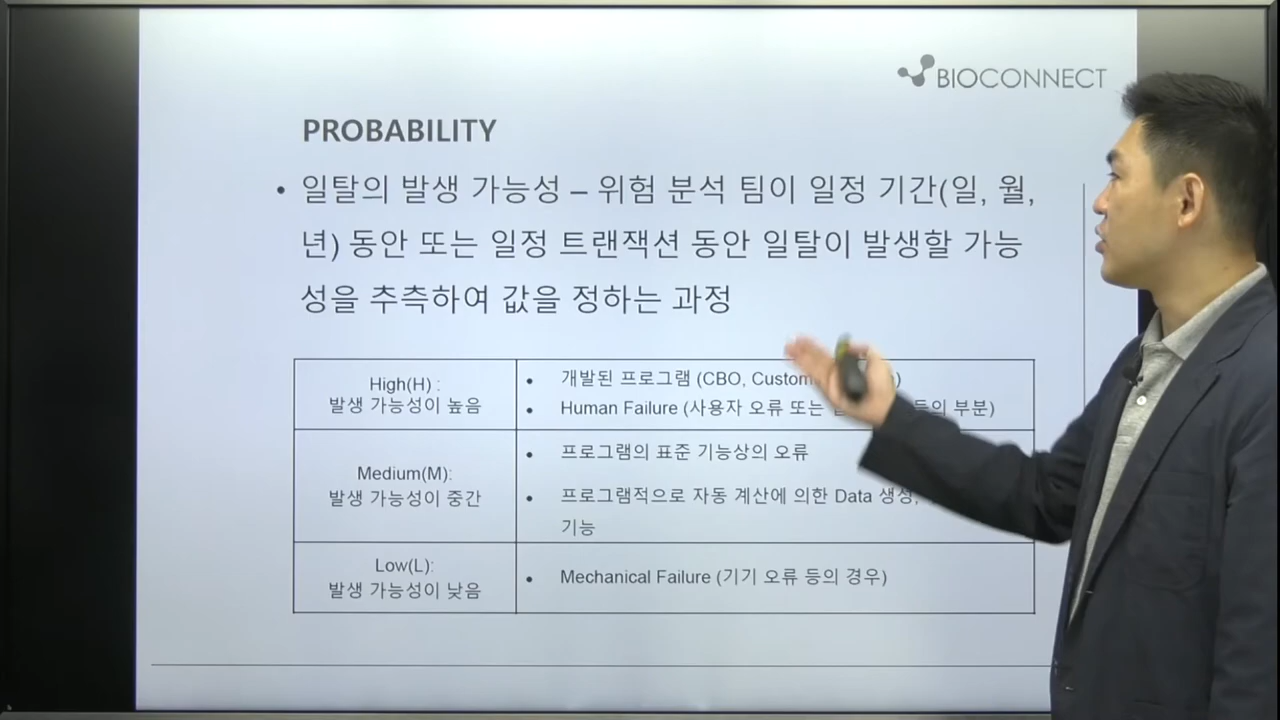 BIOCONNECT
PROBABILITY
• 일탈의 발생 가능성 – 위험 분석 팀이 일정 기간(일, 월,
년) 동안 또는 일정 트랜잭션 동안 일탈이 발생할 가능
성을 추측하여 값을 정하는 과정
High(H) :
발생 가능성이 높음
• 개발된 프로그램 (CBO,
• Human Failure (사용자 오류 또는 등의 부분)
Medium(M):
발생 가능성이 중간
• 프로그램의 표준 기능상의 오류
• 프로그램적으로 자동 계산에 의한 Data 생성,
기능
Low(L):
발생 가능성이 낮음
• Mechanical Failure (기기 오류 등의 경우)